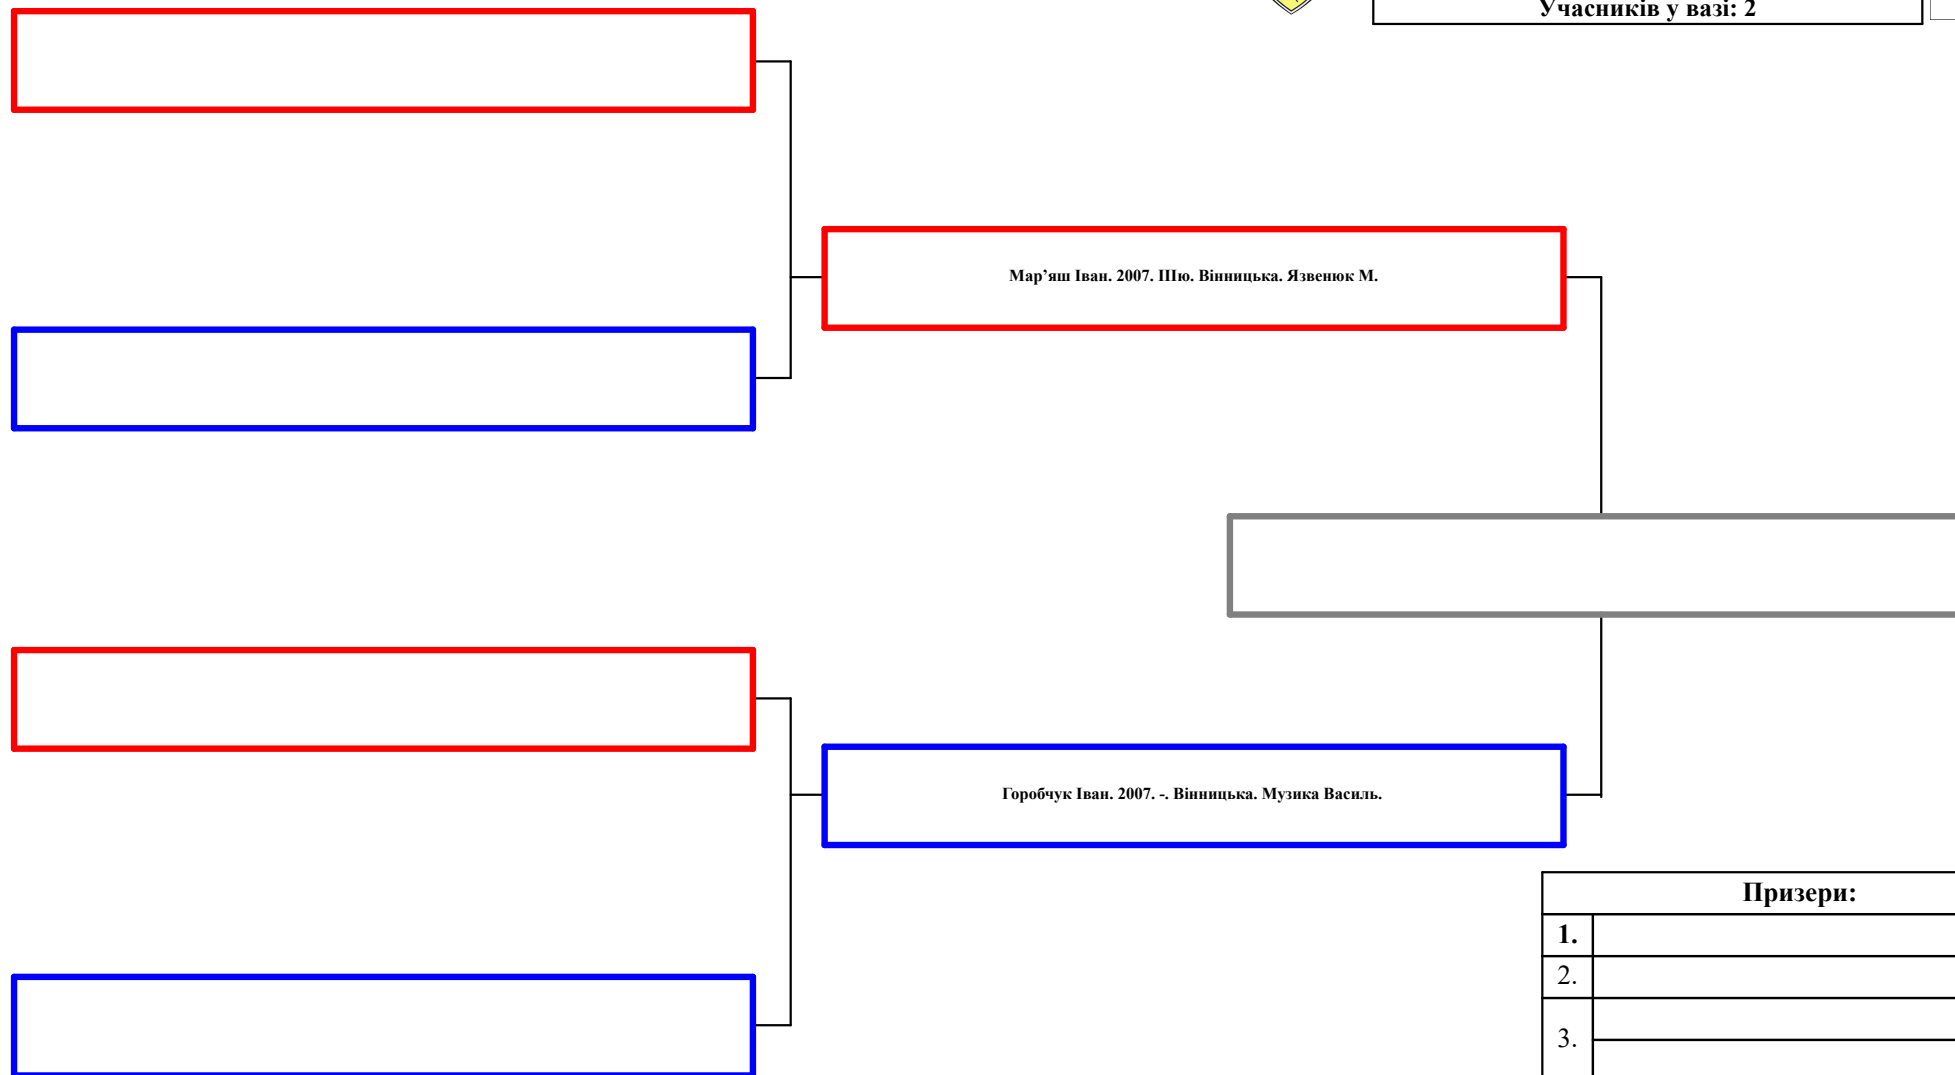 Учасників у вазі: 2
Мар’яш Іван. 2007. ІІІю. Вінницька. Язвенюк М.
Горобчук Іван. 2007. -. Вінницька. Музика Василь.
Призери:
1.
2.
3.